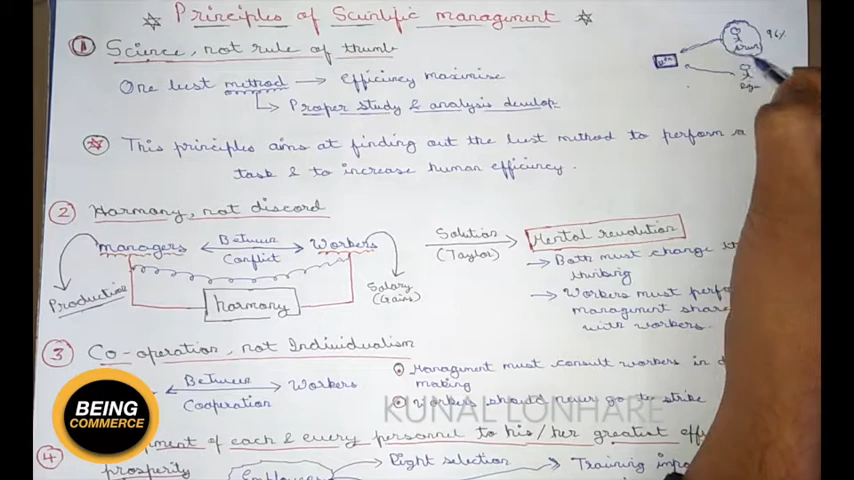 Principles of Scientific management
96%
1 Science, not rule of thumb
One best method → efficiency maximise
→ Proper study & analysis develop
This principles aims at finding out the best method to perform a
task & to increase human efficiency.
2 Harmony, not discord
managers Between Workers
Conflict
Solution
(Taylor)
Mental revolution
→ Both must change
thinking
Production
harmony
Salary
(Gains)
→ Workers must
management share
with workers.
3 Co-operation, not Individualism
Between → Workers
Cooperation
Management must consult workers in
making
Workers should never go to strike
KUNAL LONHARE
BEING
COMMERCE
4 of each & every personnel to his/her greatest
prosperity
Employees
→ Right selection
→ Training